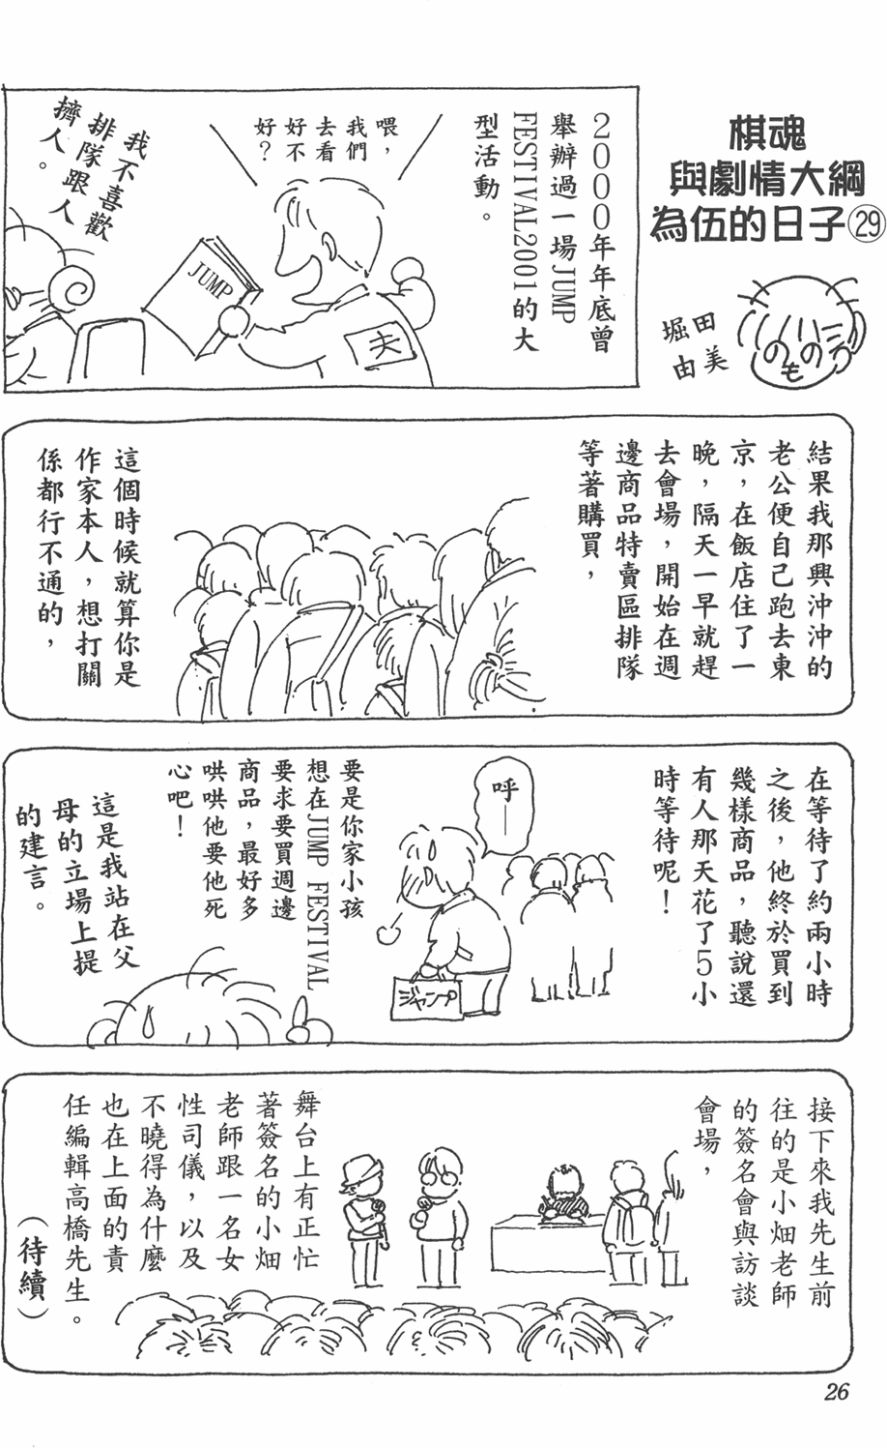 棋魂
與劇情大綱
為伍的日子㉙
堀田
由美
のものろ
2000年年底曾
舉辦過一場JUMP
FESTIVAL2001的大
型活動。
喂，
我們
去看
好不
好？
JUMP
夫
我不喜歡
排隊跟人
擠人。
結果我那興沖沖的
老公便自己跑去東
京，在飯店住了一
晚，隔天一早就趕
去會場，開始在週
邊商品特賣區排隊
等著購買，
這個時候就算你是
作家本人，想打關
係都行不通的，
在等待了約兩小時
之後，他終於買到
幾樣商品，聽說還
有人那天花了5小
時等待呢！
呼—
ジャンプ
要是你家小孩
想在JUMP FESTIVAL
要求要買週邊
商品，最好多
哄哄他要他死
心吧！
這是我站在父
母的立場上提
的建言。
接下來我先生前
往的是小畑老師
的簽名會與訪談
會場，
舞台上有正忙
著簽名的小畑
老師跟一名女
性司儀，以及
不曉得為什麼
也在上面的責
任編輯高橋先生。
（待續）
26